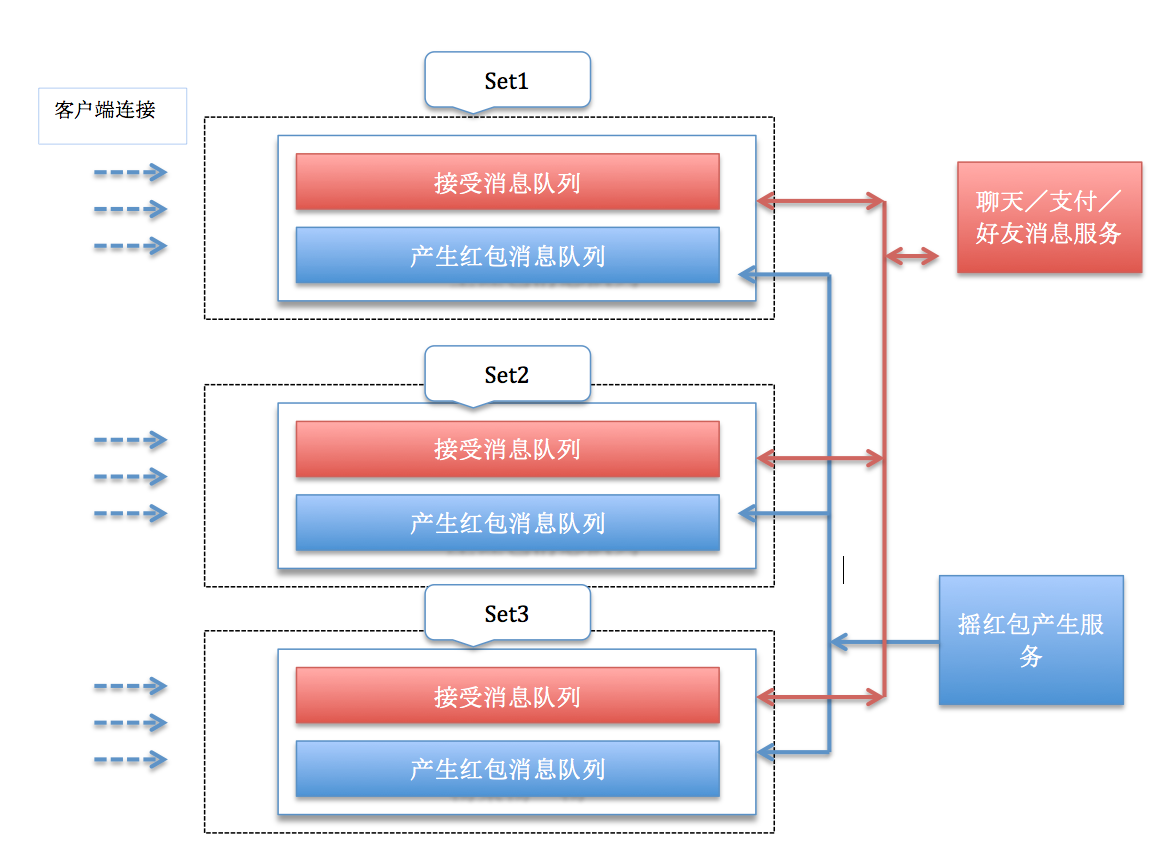 Set1
客户端连接
接受消息队列
产生红包消息队列
聊天／支付／
好友消息服务
Set2
接受消息队列
产生红包消息队列
Set3
摇红包产生服
务
接受消息队列
产生红包消息队列